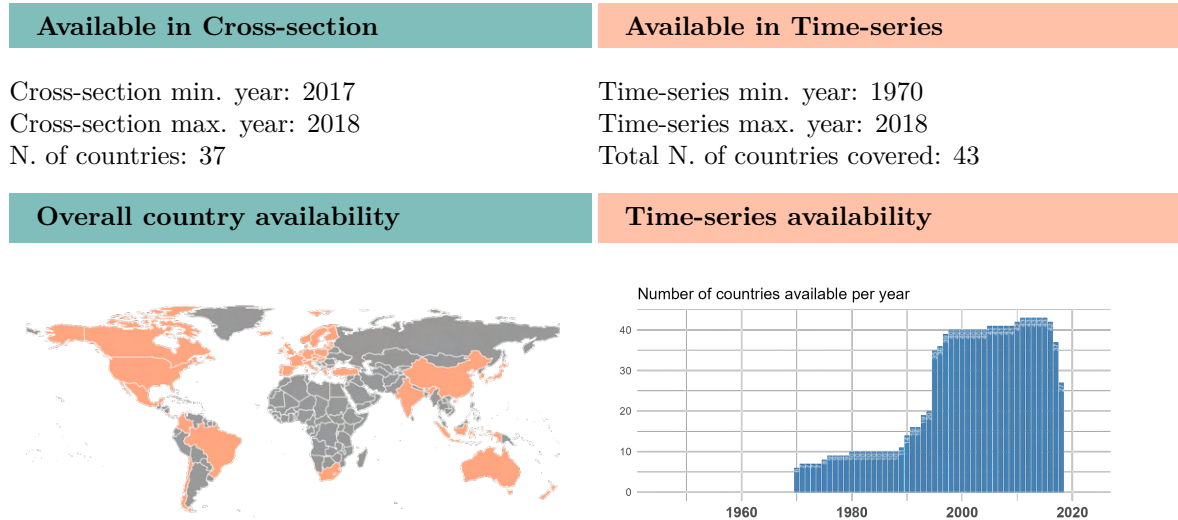 Available in Cross-section
Available in Time-series
Cross-section min. year: 2017
Cross-section max. year: 2018
N. of countries: 37
Time-series min. year: 1970
Time-series max. year: 2018
Total N. of countries covered: 43
Overall country availability
Time-series availability
Number of countries available per year
40
30
20
10
0
1960
1980
2000
2020